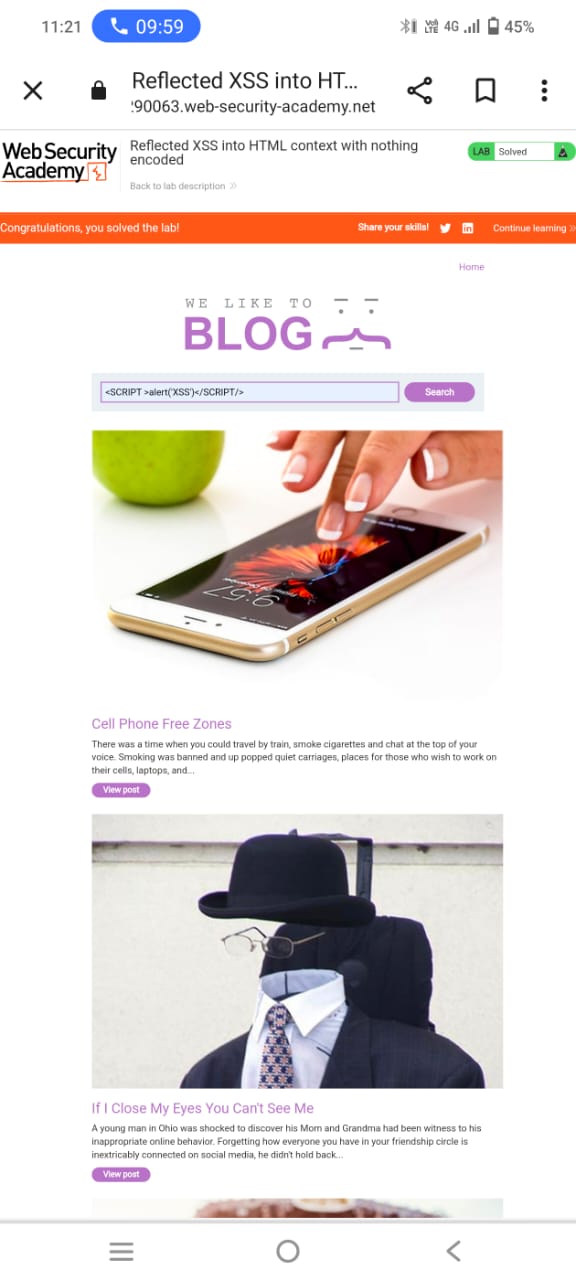 11:21 09:59 4G 45%
Reflected XSS into HT...
:90063.web-security-academy.net
Web Security
Academy
Reflected XSS into HTML context with nothing
encoded
LAB Solved
Back to lab description
Congratulations, you solved the lab! Share your skills! Continue learning
Home
WE LIKE TO
BLOG
<SCRIPT >alert('XSS')</SCRIPT/> Search
9:57
Cell Phone Free Zones
There was a time when you could travel by train, smoke cigarettes and chat at the top of your
voice. Smoking was banned and up popped quiet carriages, places for those who wish to work on
their cells, laptops, and...
View post
If I Close My Eyes You Can't See Me
A young man in Ohio was shocked to discover his Mom and Grandma had been witness to his
inappropriate online behavior. Forgetting how everyone you have in your friendship circle is
inextricably connected on social media, he didn't hold back...
View post